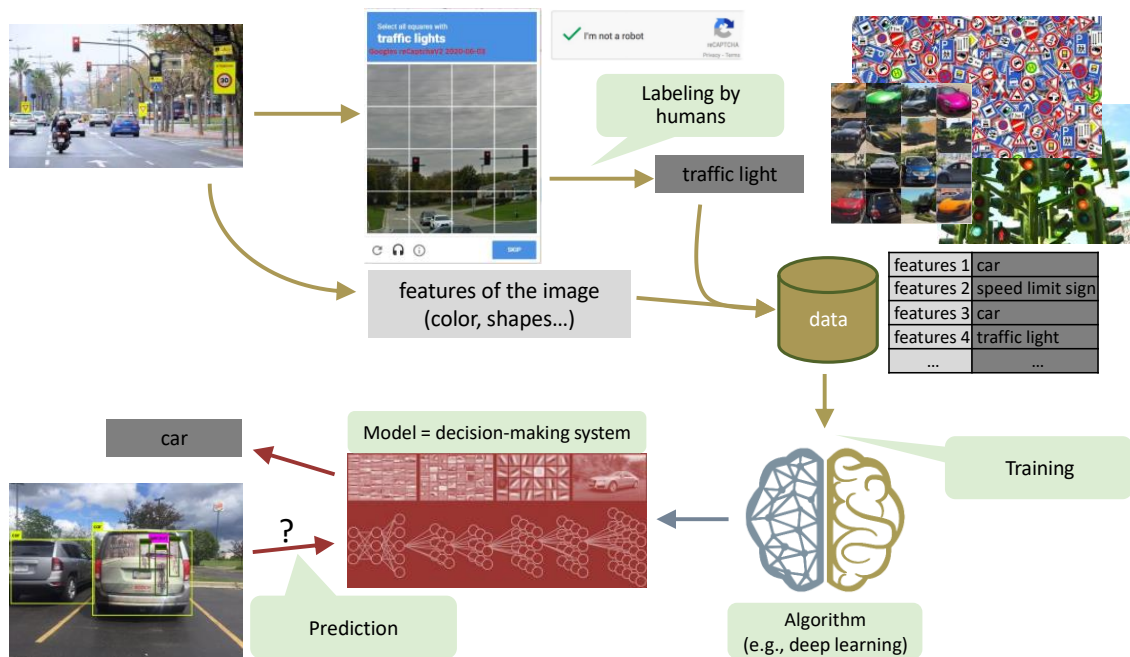 Select all squares with
traffic lights
Googles reCaptchaV2 2020-06-03
I'm not a robot
reCAPTCHA
Privacy - Terms
Labeling by
humans
traffic light
30
SKIP
features of the image
(color, shapes...)
data
features 1 car
features 2 speed limit sign
features 3 car
features 4 traffic light
... ...
car
Model = decision-making system
Training
?
Prediction
Algorithm
(e.g., deep learning)